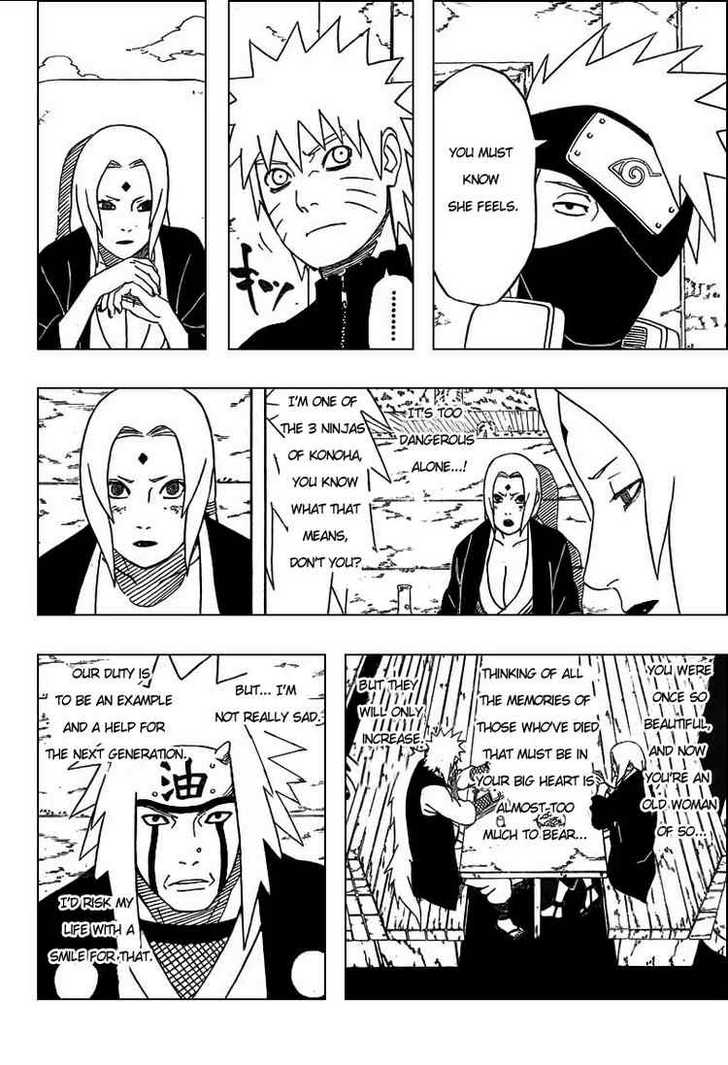 YOU MUST
KNOW
SHE FEELS.
..........
キッ
IT'S TOO
DANGEROUS
ALONE...!
I'M ONE OF
THE 3 NINJAS
OF KONOHA,
YOU KNOW
WHAT THAT
MEANS,
DON'T YOU?
YOU WERE
ONCE SO
BEAUTIFUL,
AND NOW
YOU'RE AN
OLD WOMAN
OF 50...
THINKING OF ALL
THE MEMORIES OF
THOSE WHO'VE DIED
THAT MUST BE IN
YOUR BIG HEART IS
ALMOST TOO
MUCH TO BEAR...
BUT THEY
WILL ONLY
INCREASE.
BUT... I'M
NOT REALLY SAD.
OUR DUTY IS
TO BE AN EXAMPLE
AND A HELP FOR
THE NEXT GENERATION.
油
I'D RISK MY
LIFE WITH A
SMILE FOR THAT.